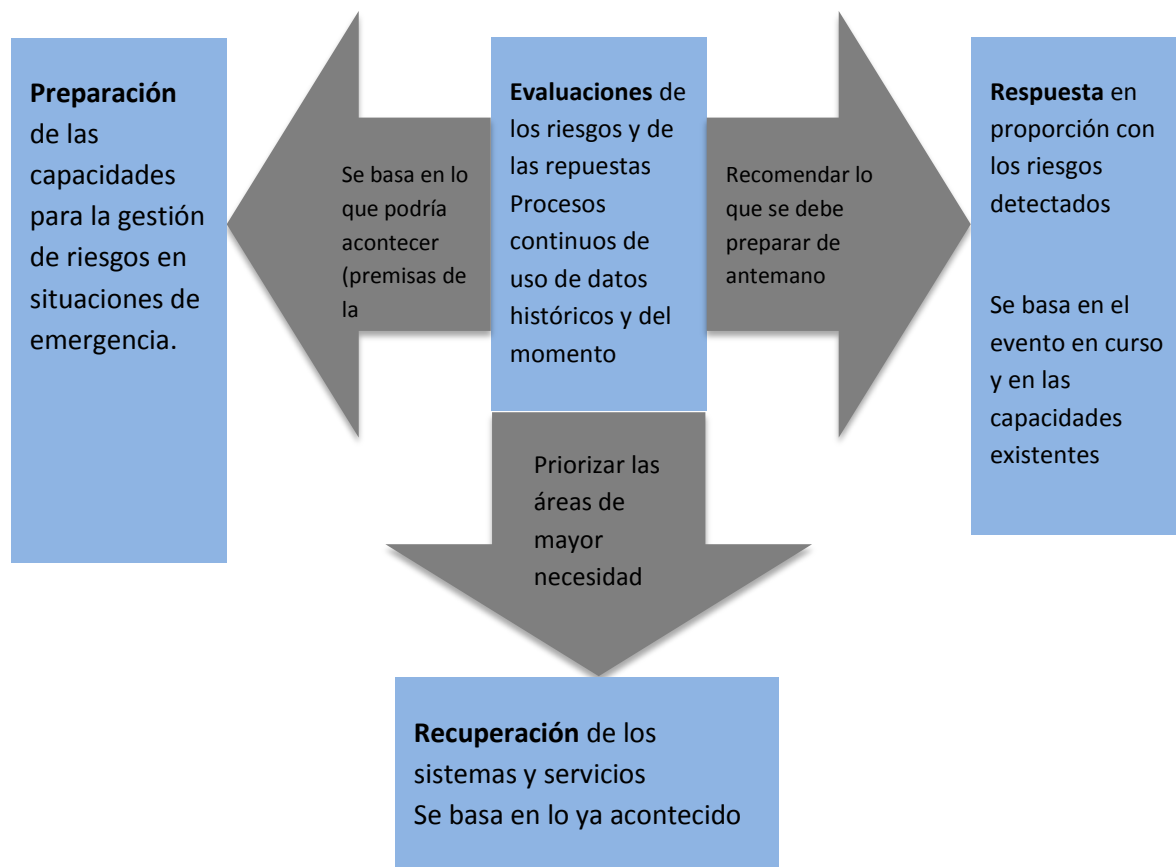 Preparación
de las
capacidades
para la gestión
de riesgos en
situaciones de
emergencia.
Se basa en lo
que podría
acontecer
(premisas de
la
Evaluaciones de
los riesgos y de
las repuestas
Procesos
continuos de
uso de datos
históricos y del
momento
Recomendar lo
que se debe
preparar de
antemano
Respuesta en
proporción con
los riesgos
detectados
Se basa en el
evento en curso
y en las
capacidades
existentes
Priorizar las
áreas de
mayor
necesidad
Recuperación de los
sistemas y servicios
Se basa en lo ya acontecido